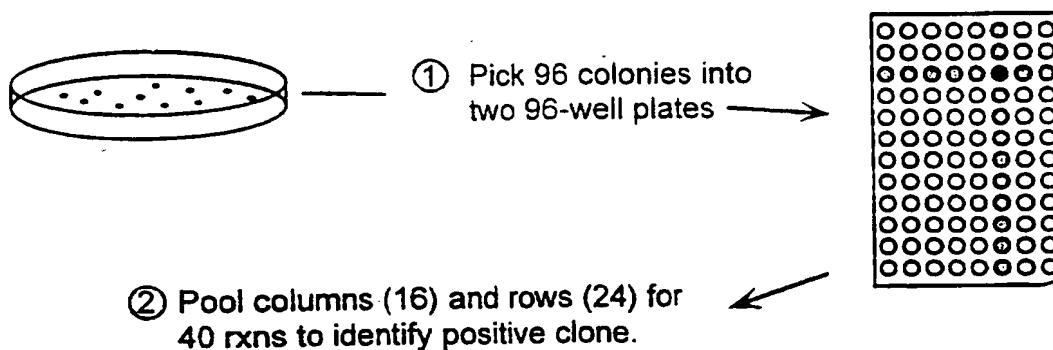 ① Pick 96 colonies into
two 96-well plates
② Pool columns (16) and rows (24) for
40 rxns to identify positive clone.